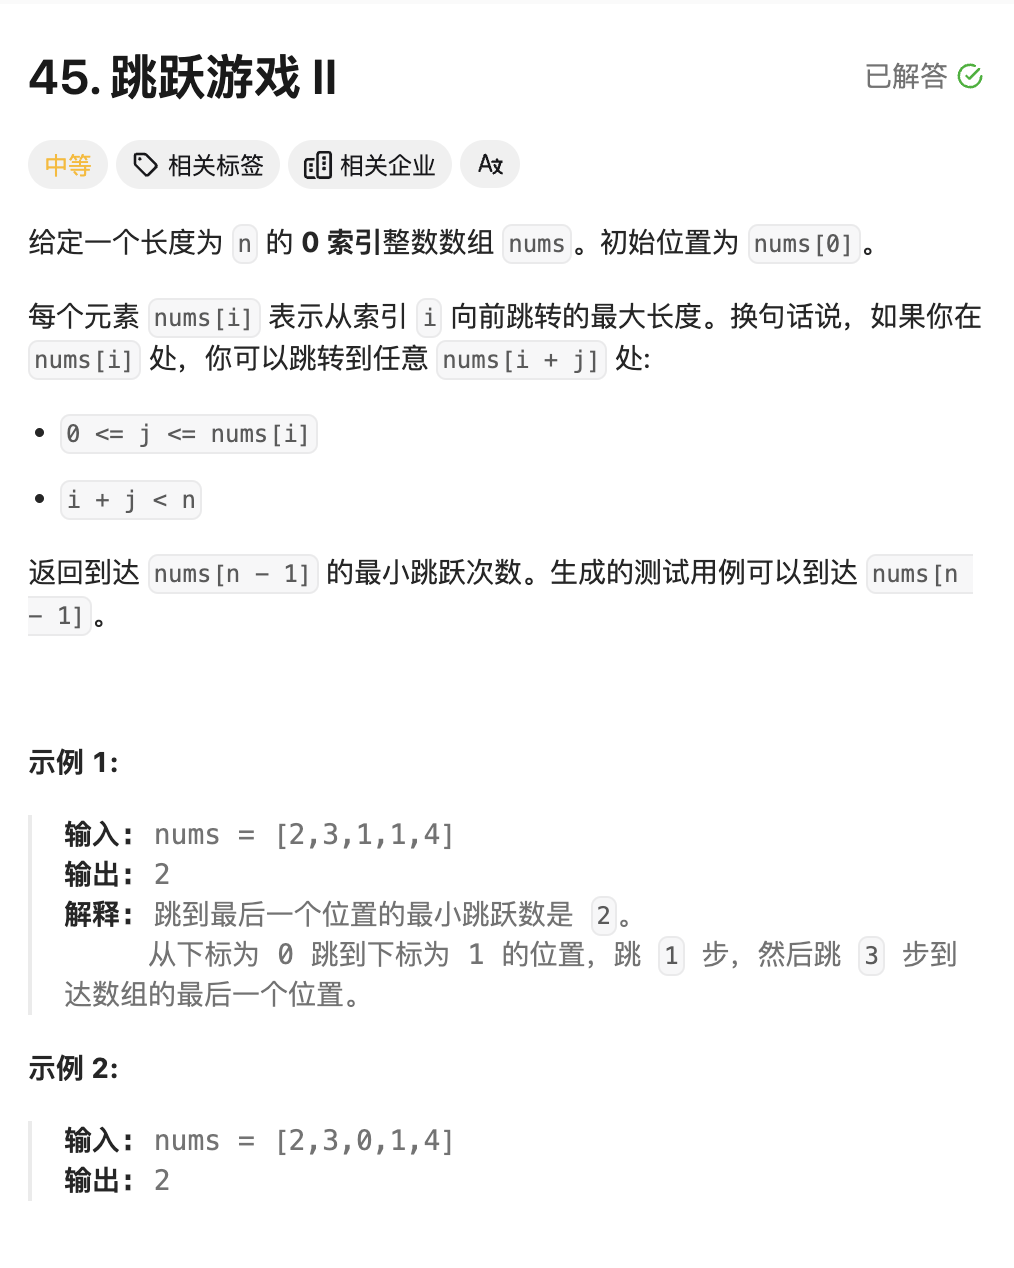 45. 跳跃游戏 II
已解答
中等
相关标签
相关企业
给定一个长度为 n 的 0 索引整数数组 nums。初始位置为 nums[0]。
每个元素 nums[i] 表示从索引 i 向前跳转的最大长度。换句话说，如果你在
nums[i] 处，你可以跳转到任意 nums[i + j] 处:
• 0 <= j <= nums[i]
• i + j < n
返回到达 nums[n - 1] 的最小跳跃次数。生成的测试用例可以到达 nums[n
- 1]。
示例 1:
输入: nums = [2,3,1,1,4]
输出: 2
解释: 跳到最后一个位置的最小跳跃数是 2。
从下标为 0 跳到下标为 1 的位置，跳 1 步，然后跳 3 步到
达数组的最后一个位置。
示例 2:
输入: nums = [2,3,0,1,4]
输出: 2